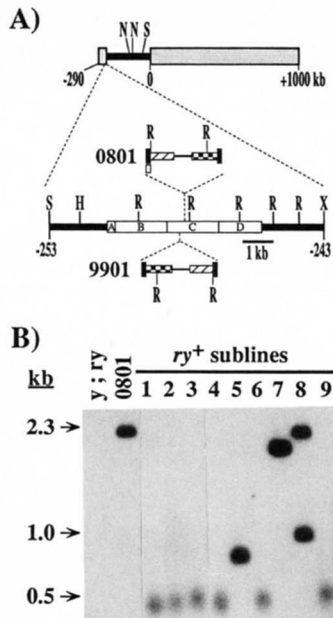 A)
N N S
-290 0 +1000 kb
R R
0801
S H R R R R R X
A B C D
-253 1 kb -243
9901
R R
B)
y ; ry 0801 ry+ sublines
kb 1 2 3 4 5 6 7 8 9
2.3
1.0
0.5